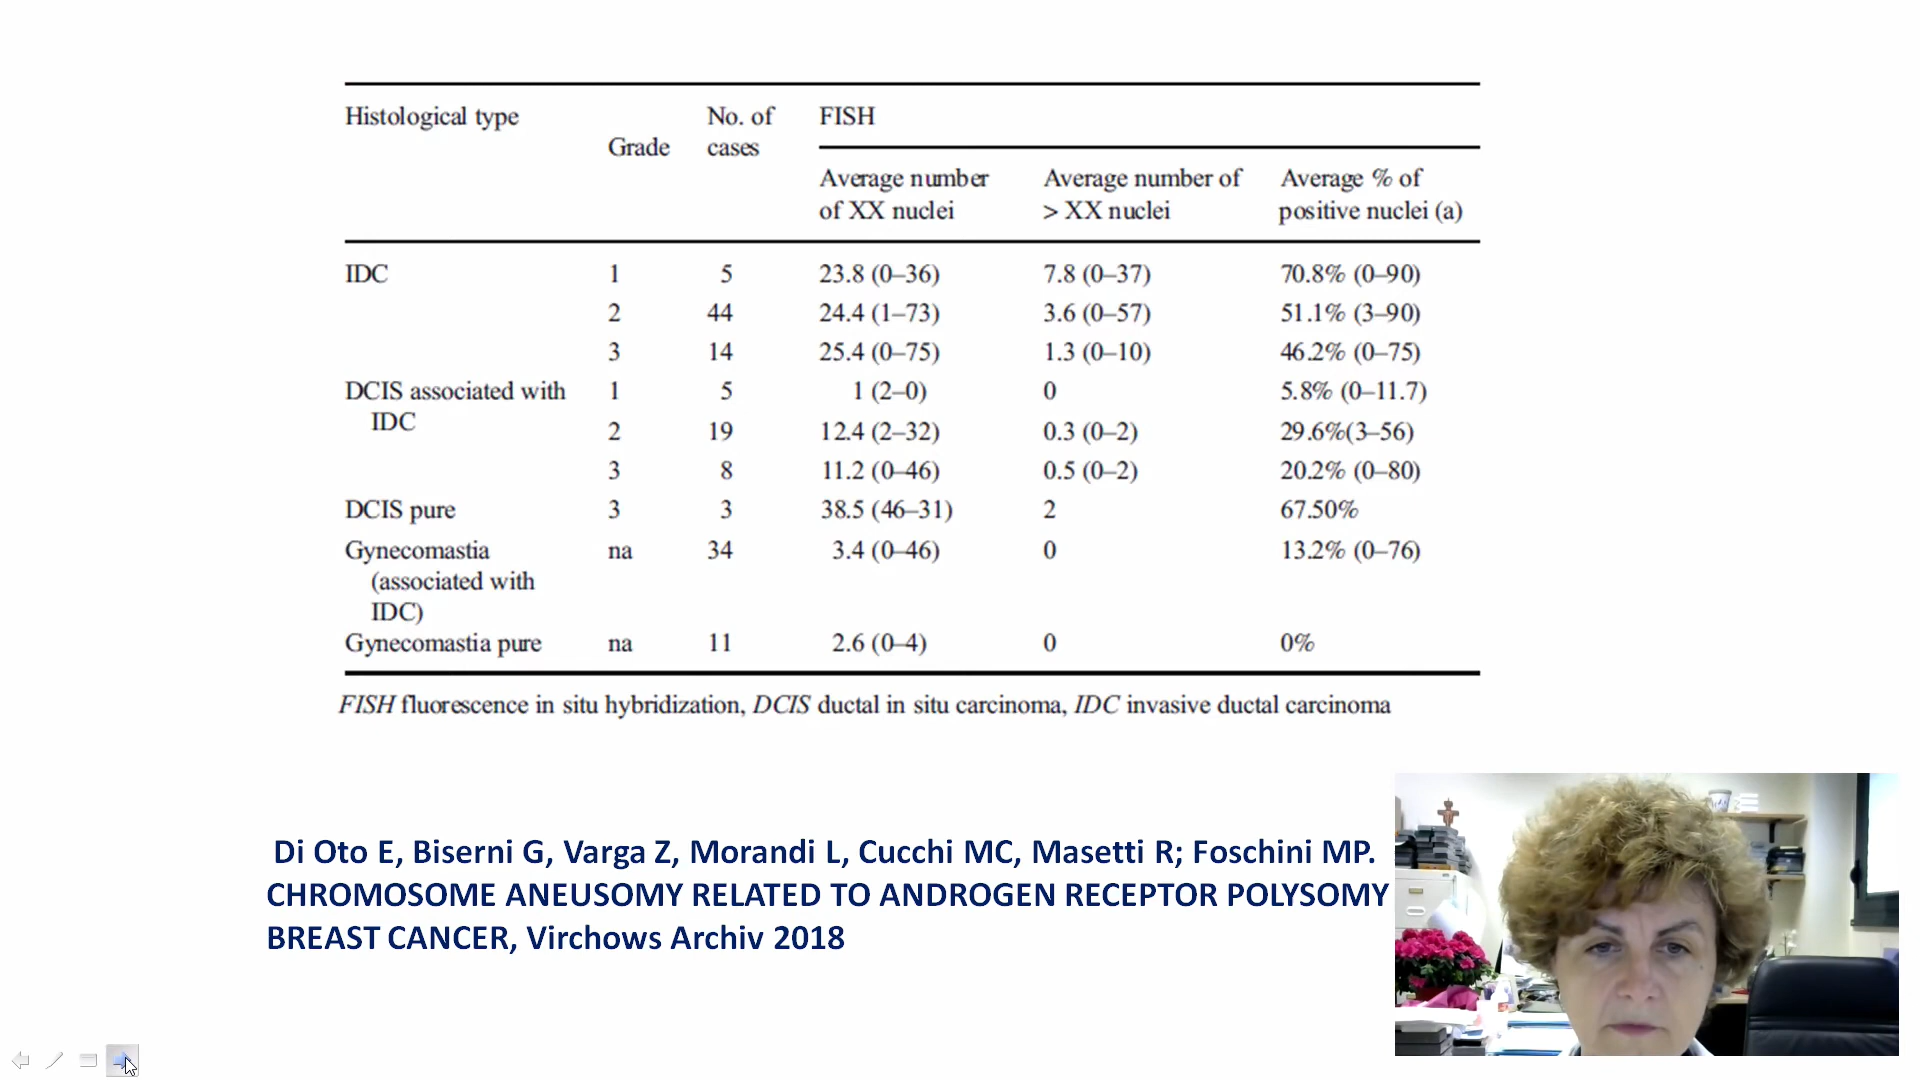 Histological type Grade No. of cases FISH
Average number of XX nuclei Average number of > XX nuclei Average % of positive nuclei (a)
IDC 1 5 23.8 (0–36) 7.8 (0–37) 70.8% (0–90)
2 44 24.4 (1–73) 3.6 (0–57) 51.1% (3–90)
3 14 25.4 (0–75) 1.3 (0–10) 46.2% (0–75)
DCIS associated with IDC 1 5 1 (2–0) 0 5.8% (0–11.7)
2 19 12.4 (2–32) 0.3 (0–2) 29.6%(3–56)
3 8 11.2 (0–46) 0.5 (0–2) 20.2% (0–80)
DCIS pure 3 3 38.5 (46–31) 2 67.50%
Gynecomastia (associated with IDC) na 34 3.4 (0–46) 0 13.2% (0–76)
Gynecomastia pure na 11 2.6 (0–4) 0 0%
FISH fluorescence in situ hybridization, DCIS ductal in situ carcinoma, IDC invasive ductal carcinoma
Di Oto E, Biserni G, Varga Z, Morandi L, Cucchi MC, Masetti R; Foschini MP.
CHROMOSOME ANEUSOMY RELATED TO ANDROGEN RECEPTOR POLYSOMY
BREAST CANCER, Virchows Archiv 2018